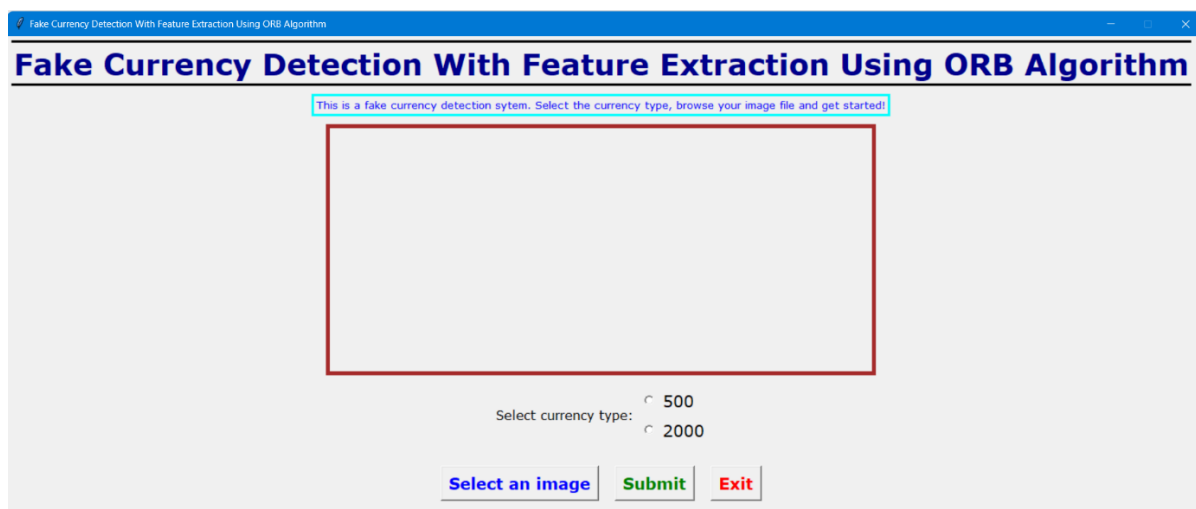 Fake Currency Detection With Feature Extraction Using ORB Algorithm
Fake Currency Detection With Feature Extraction Using ORB Algorithm
This is a fake currency detection sytem. Select the currency type, browse your image file and get started!
Select currency type:
500
2000
Select an image
Submit
Exit